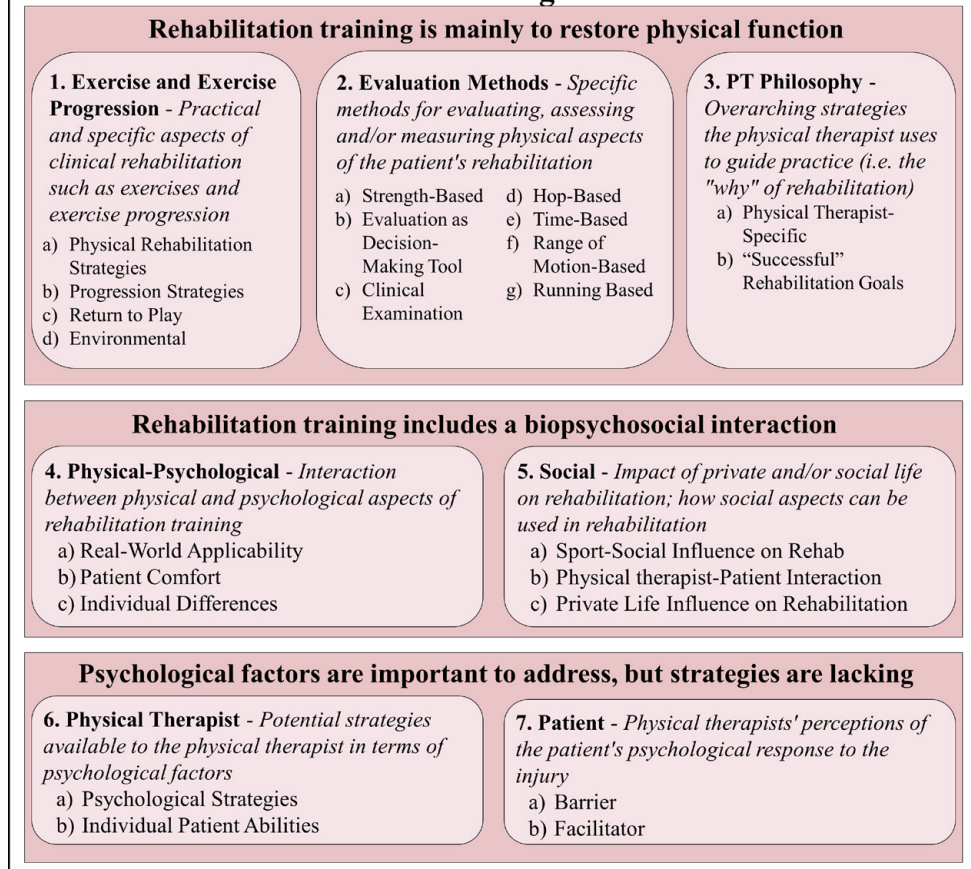 Rehabilitation training is mainly to restore physical function
1. Exercise and Exercise
Progression - Practical
and specific aspects of
clinical rehabilitation
such as exercises and
exercise progression
a) Physical Rehabilitation
Strategies
b) Progression Strategies
c) Return to Play
d) Environmental
2. Evaluation Methods - Specific
methods for evaluating, assessing
and/or measuring physical aspects
of the patient's rehabilitation
a) Strength-Based
b) Evaluation as
Decision-
Making Tool
c) Clinical
Examination
d) Hop-Based
e) Time-Based
f) Range of
Motion-Based
g) Running Based
3. PT Philosophy -
Overarching strategies
the physical therapist uses
to guide practice (i.e. the
"why" of rehabilitation)
a) Physical Therapist-
Specific
b) “Successful”
Rehabilitation Goals
Rehabilitation training includes a biopsychosocial interaction
4. Physical-Psychological - Interaction
between physical and psychological aspects of
rehabilitation training
a) Real-World Applicability
b) Patient Comfort
c) Individual Differences
5. Social - Impact of private and/or social life
on rehabilitation; how social aspects can be
used in rehabilitation
a) Sport-Social Influence on Rehab
b) Physical therapist-Patient Interaction
c) Private Life Influence on Rehabilitation
Psychological factors are important to address, but strategies are lacking
6. Physical Therapist - Potential strategies
available to the physical therapist in terms of
psychological factors
a) Psychological Strategies
b) Individual Patient Abilities
7. Patient - Physical therapists' perceptions of
the patient's psychological response to the
injury
a) Barrier
b) Facilitator